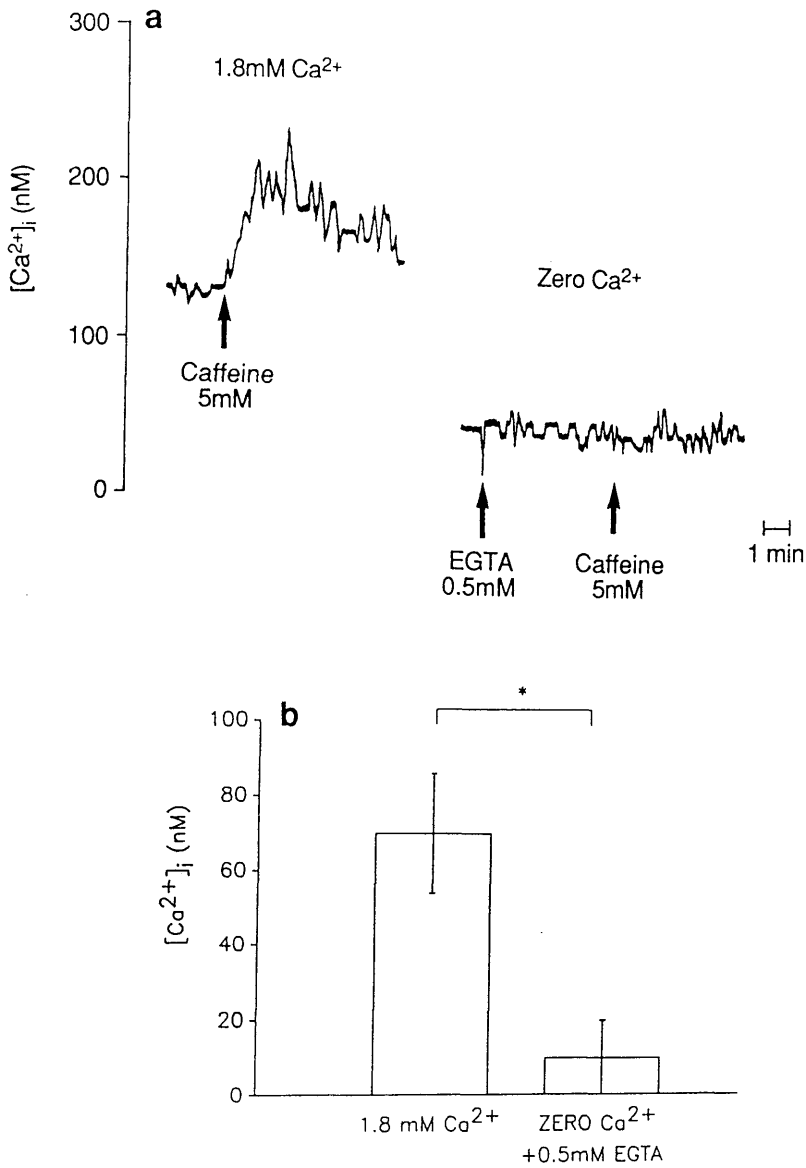 a
300
200
100
0
[Ca²⁺]ᵢ (nM)
1.8mM Ca²⁺
Caffeine
5mM
Zero Ca²⁺
EGTA
0.5mM
Caffeine
5mM
1 min
b
*
100
80
60
40
20
0
[Ca²⁺]ᵢ (nM)
1.8 mM Ca²⁺
ZERO Ca²⁺
+0.5mM EGTA